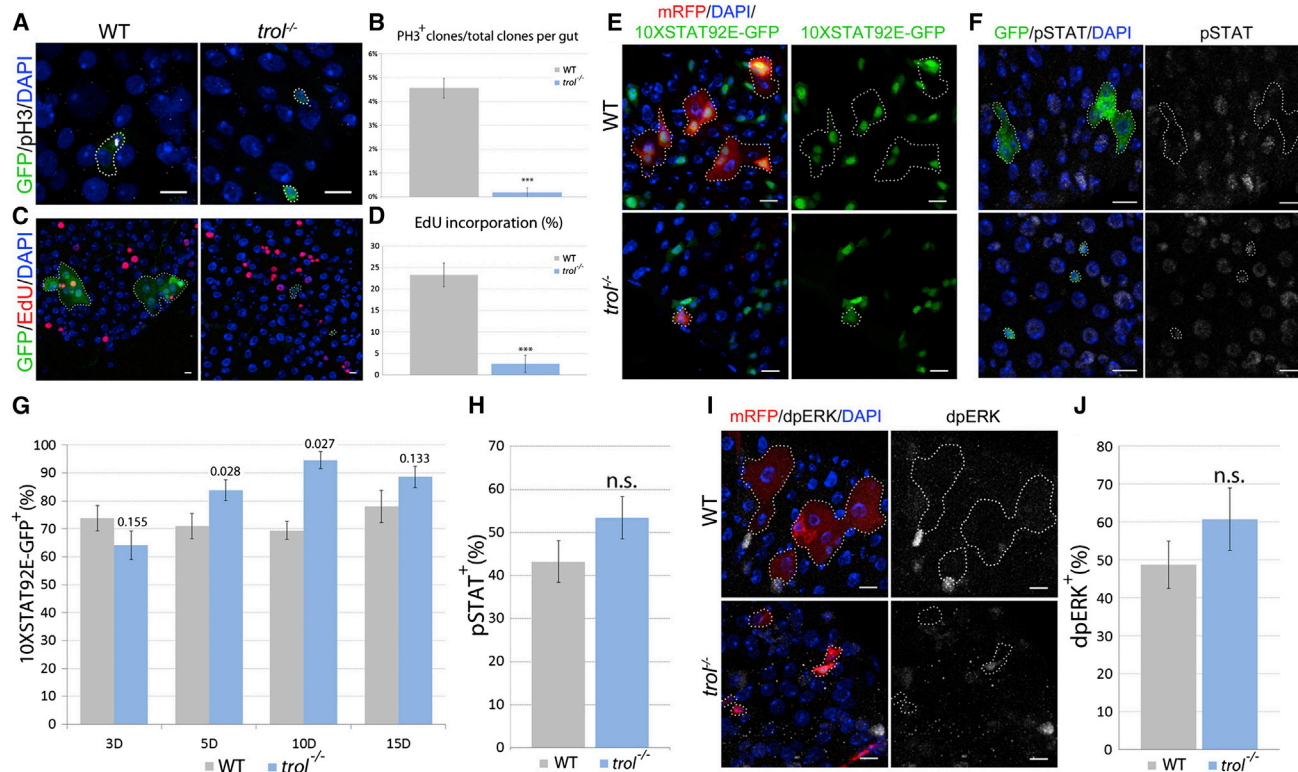 A
WT
trol-/-
GFP/pH3/DAPI
B
PH3+ clones/total clones per gut
WT
trol-/-
6%
5%
4%
3%
2%
1%
0%
***
C
GFP/EdU/DAPI
D
EdU incorporation (%)
WT
trol-/-
30
25
20
15
10
5
0
***
E
mRFP/DAPI/
10XSTAT92E-GFP
10XSTAT92E-GFP
WT
trol-/-
F
GFP/pSTAT/DAPI
pSTAT
G
10XSTAT92E-GFP+ (%)
100
90
80
70
60
50
40
30
20
10
0
0.155
0.028
0.027
0.133
3D
5D
10D
15D
WT
trol-/-
H
pSTAT+ (%)
70
60
50
40
30
20
10
0
n.s.
WT
trol-/-
I
mRFP/dpERK/DAPI
dpERK
WT
trol-/-
J
dpERK+(%)
80
70
60
50
40
30
20
10
0
n.s.
WT
trol-/-